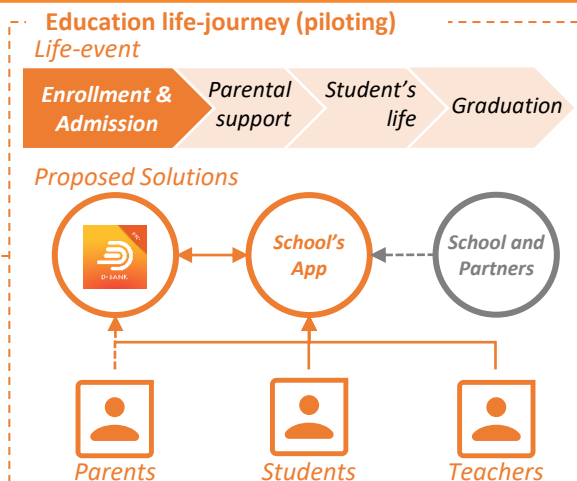 Education life-journey (piloting)
Life-event
Enrollment &
Admission
Parental
support
Student's
life
Graduation
Proposed Solutions
D-BANK
School's
App
School and
Partners
Parents
Students
Teachers